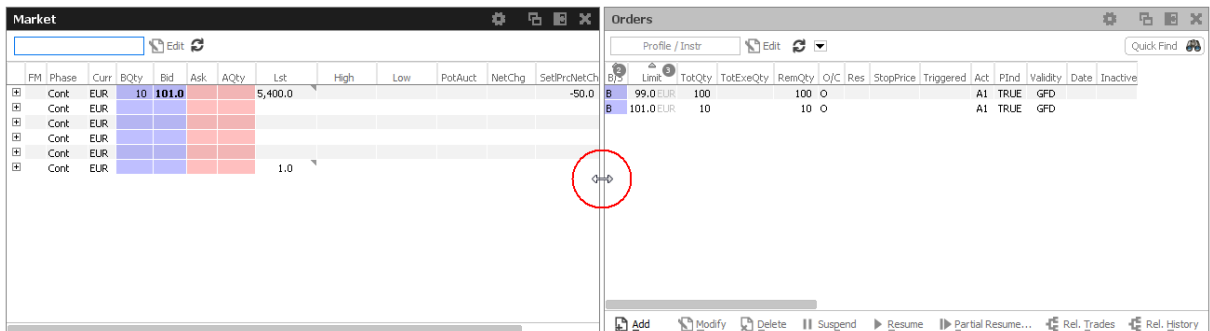 Market
Edit
FM Phase Curr BQty Bid Ask AQty Lst High Low PotAuct NetChg SetlPrcNetCh
Cont EUR 10 101.0 5,400.0 -50.0
Cont EUR
Cont EUR
Cont EUR
Cont EUR
Cont EUR 1.0
Orders
Profile / Instr Edit Quick Find
B/S 2 Limit 3 TotQty TotExeQty RemQty O/C Res StopPrice Triggered Act PInd Validity Date Inactive
B 99.0 EUR 100 100 O A1 TRUE GFD
B 101.0 EUR 10 10 O A1 TRUE GFD
Add Modify Delete Suspend Resume Partial Resume... Rel. Trades Rel. History